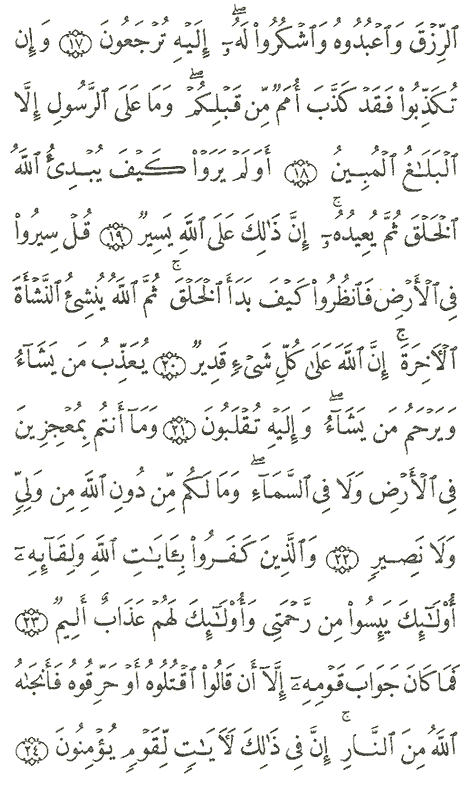 ٱلرِّزۡقَ وَٱعۡبُدُوهُ وَٱشۡكُرُواْ لَهُۥٓۖ إِلَيۡهِ تُرۡجَعُونَ ١٧ وَإِن
تُكَذِّبُواْ فَقَدۡ كَذَّبَ أُمَمٞ مِّن قَبۡلِكُمۡۖ وَمَا عَلَى ٱلرَّسُولِ إِلَّا
ٱلۡبَلَٰغُ ٱلۡمُبِينُ ١٨ أَوَلَمۡ يَرَوۡاْ كَيۡفَ يُبۡدِئُ ٱللَّهُ
ٱلۡخَلۡقَ ثُمَّ يُعِيدُهُۥٓۚ إِنَّ ذَٰلِكَ عَلَى ٱللَّهِ يَسِيرٞ ١٩ قُلۡ سِيرُواْ
فِي ٱلۡأَرۡضِ فَٱنظُرُواْ كَيۡفَ بَدَأَ ٱلۡخَلۡقَۚ ثُمَّ ٱللَّهُ يُنشِئُ ٱلنَّشۡأَةَ
ٱلۡأٓخِرَةَۚ إِنَّ ٱللَّهَ عَلَىٰ كُلِّ شَيۡءٖ قَدِيرٞ ٢٠ يُعَذِّبُ مَن يَشَآءُ
وَيَرۡحَمُ مَن يَشَآءُۖ وَإِلَيۡهِ تُقۡلَبُونَ ٢١ وَمَآ أَنتُم بِمُعۡجِزِينَ
فِي ٱلۡأَرۡضِ وَلَا فِي ٱلسَّمَآءِۖ وَمَا لَكُم مِّن دُونِ ٱللَّهِ مِن وَلِيّٖ
وَلَا نَصِيرٖ ٢٢ وَٱلَّذِينَ كَفَرُواْ بِـَٔايَٰتِ ٱللَّهِ وَلِقَآئِهِۦٓ
أُوْلَٰٓئِكَ يَئِسُواْ مِن رَّحۡمَتِي وَأُوْلَٰٓئِكَ لَهُمۡ عَذَابٌ أَلِيمٞ ٢٣
فَمَا كَانَ جَوَابَ قَوۡمِهِۦٓ إِلَّآ أَن قَالُواْ ٱقۡتُلُوهُ أَوۡ حَرِّقُوهُ فَأَنجَىٰهُ
ٱللَّهُ مِنَ ٱلنَّارِۚ إِنَّ فِي ذَٰلِكَ لَأٓيَٰتٖ لِّقَوۡمٖ يُؤۡمِنُونَ ٢٤